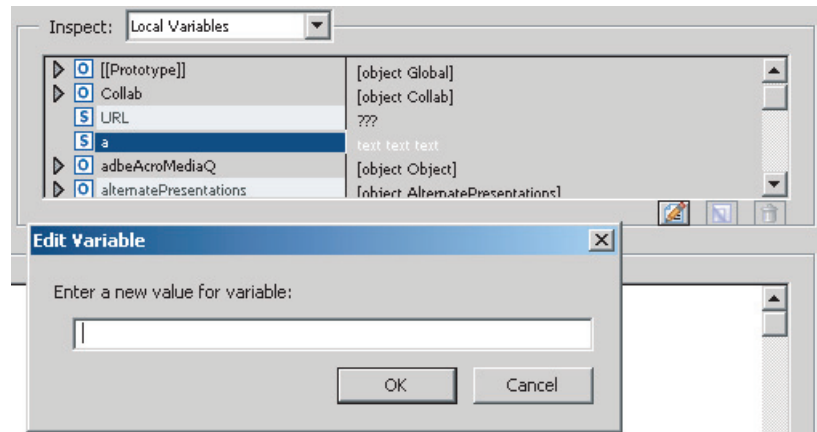 Inspect: Local Variables
O [[Prototype]] [object Global]
O Collab [object Collab]
S URL ???
S a text text text
O adbeAcroMediaQ [object Object]
O alternatePresentations [object AlternatePresentations]
Edit Variable
Enter a new value for variable:
OK Cancel